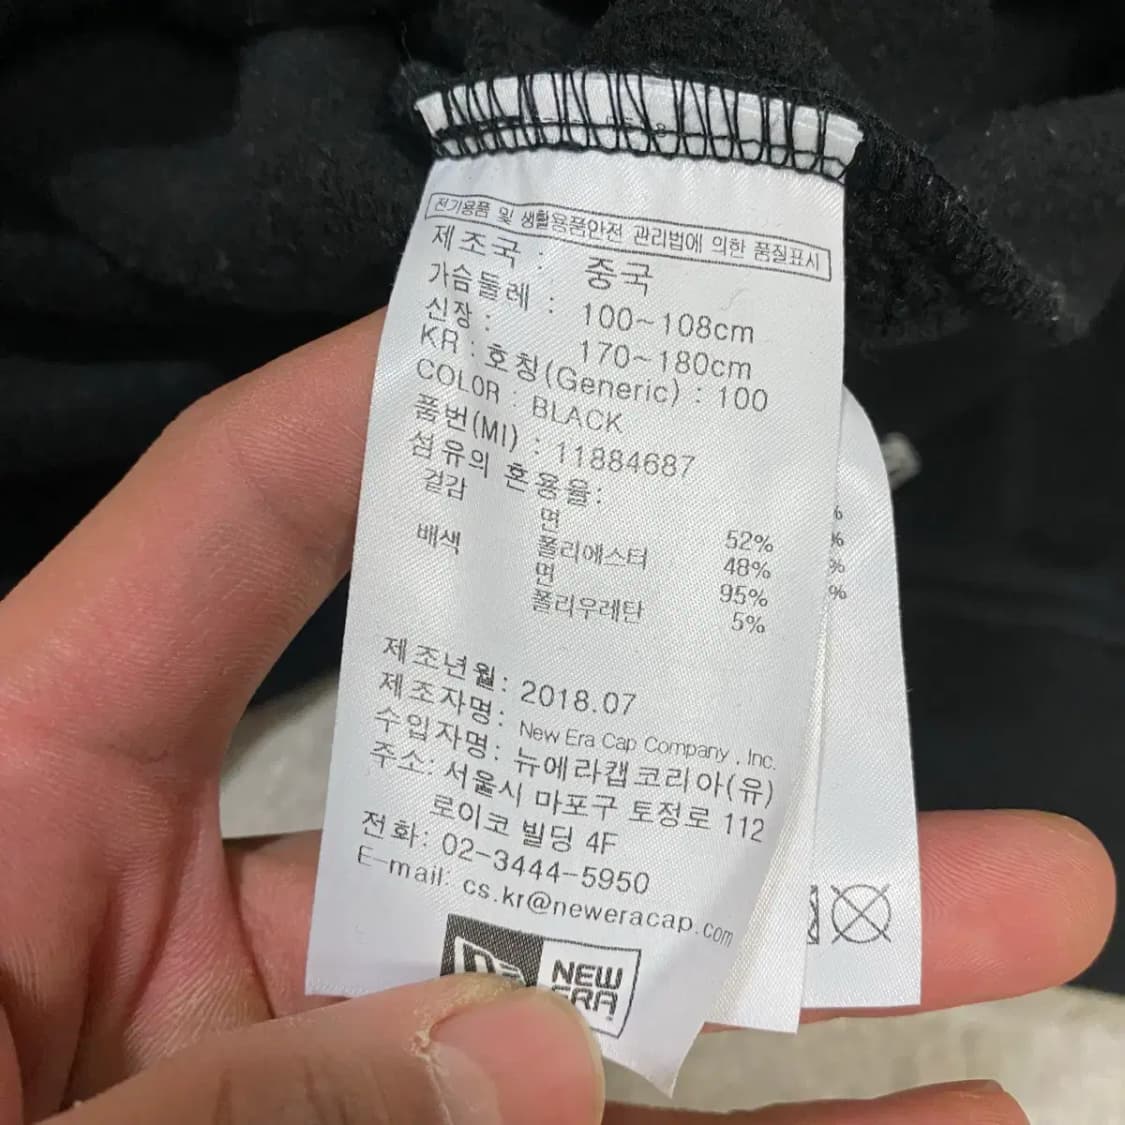 전기용품 및 생활용품안전 관리법에 의한 품질표시
제조국 : 중국
가슴둘레 : 100~108cm
신장 : 170~180cm
KR : 호칭(Generic) : 100
COLOR : BLACK
품번(MI) : 11884687
섬유의 혼용율:
겉감 면 52%
폴리에스터 48%
배색 면 95%
폴리우레탄 5%
제조년월: 2018.07
제조자명: New Era Cap Company , Inc.
수입자명: 뉴에라캡코리아(유)
주소: 서울시 마포구 토정로 112
로이코 빌딩 4F
전화: 02-3444-5950
E-mail: cs.kr@neweracap.com
NEW
ERA
%
%
%
%